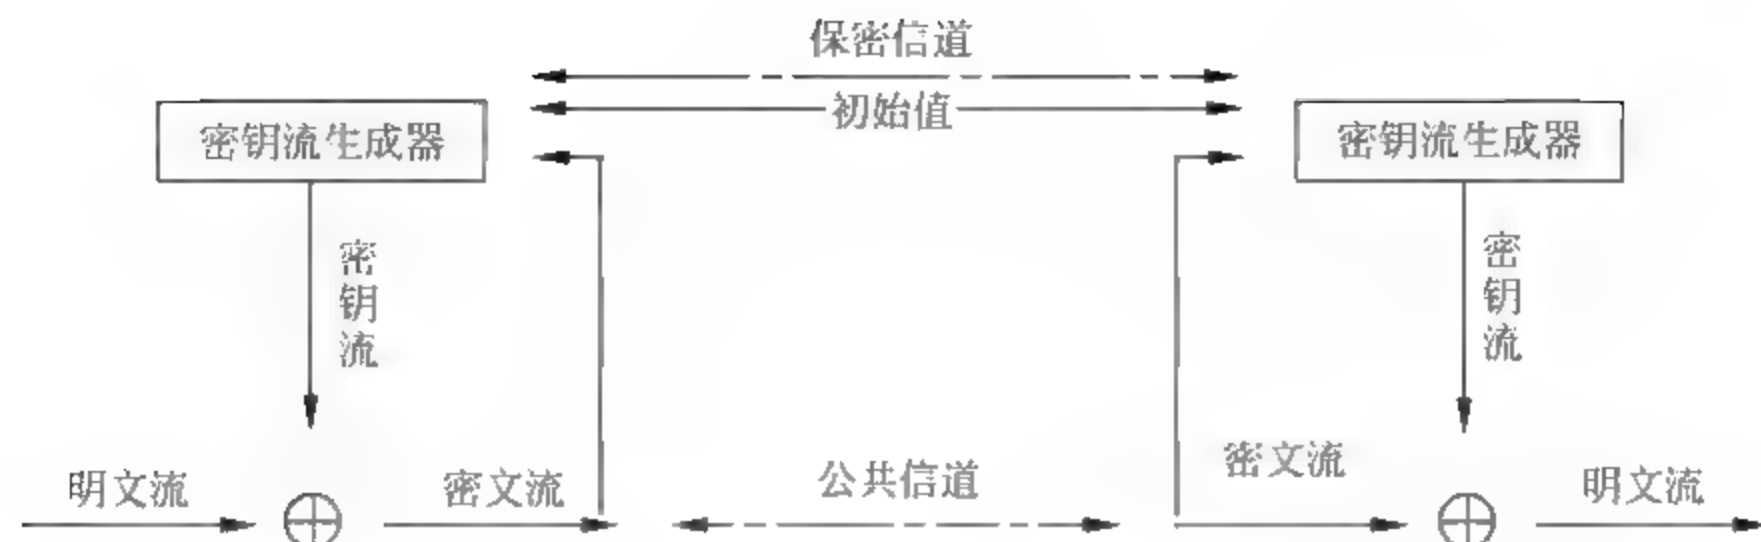 保密信道
初始值
密钥流生成器
密钥流生成器
密钥流
密钥流
明文流
密文流
公共信道
密文流
明文流